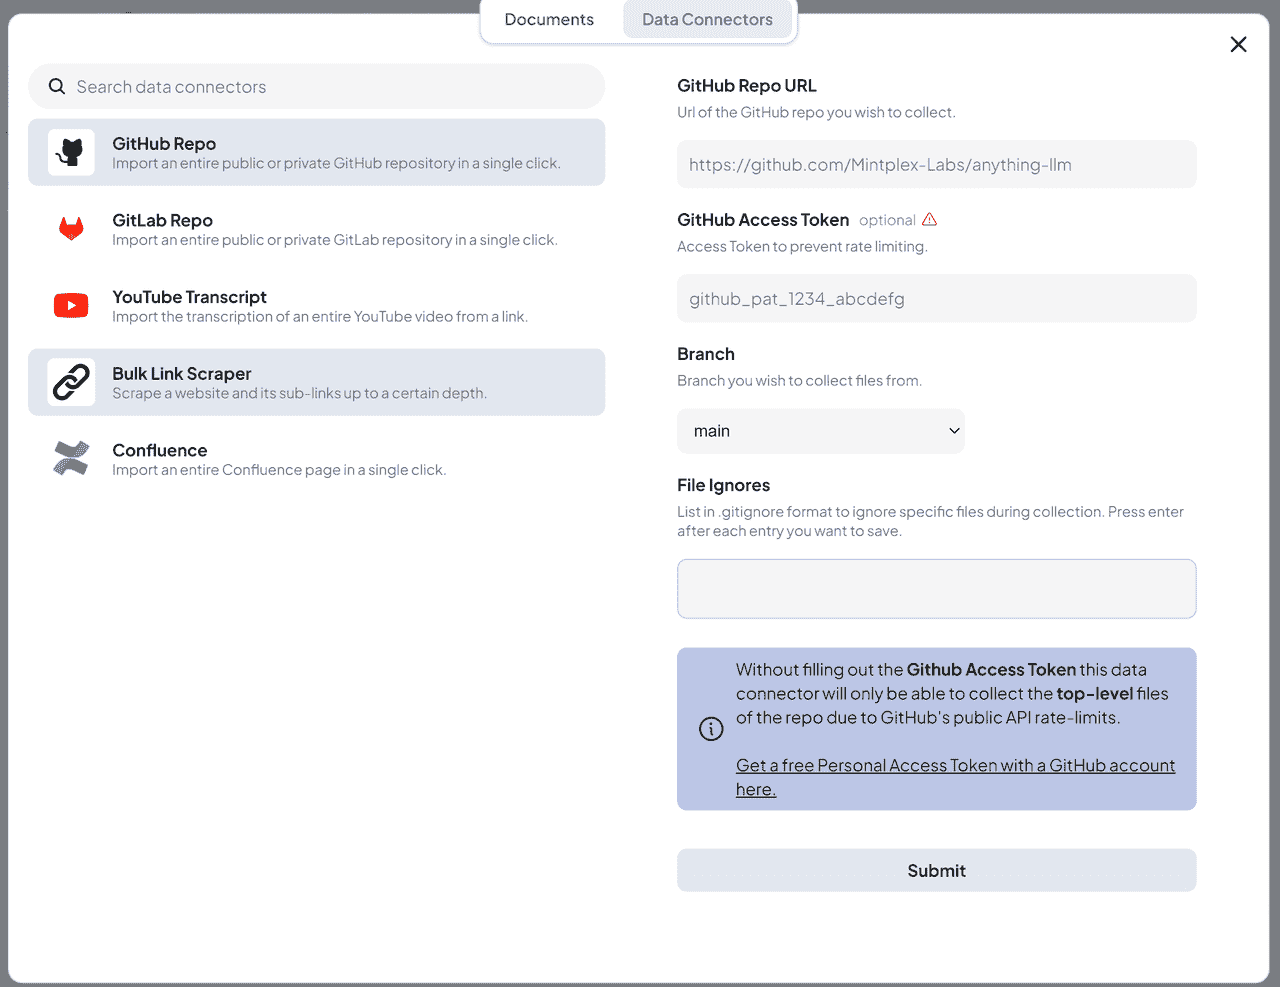 Documents
Data Connectors
Search data connectors
GitHub Repo
Import an entire public or private GitHub repository in a single click.
GitLab Repo
Import an entire public or private GitLab repository in a single click.
YouTube Transcript
Import the transcription of an entire YouTube video from a link.
Bulk Link Scraper
Scrape a website and its sub-links up to a certain depth.
Confluence
Import an entire Confluence page in a single click.
GitHub Repo URL
Url of the GitHub repo you wish to collect.
https://github.com/Mintplex-Labs/anything-llm
GitHub Access Token optional
Access Token to prevent rate limiting.
github_pat_1234_abcdefg
Branch
Branch you wish to collect files from.
main
File Ignores
List in .gitignore format to ignore specific files during collection. Press enter
after each entry you want to save.
Without filling out the Github Access Token this data
connector will only be able to collect the top-level files
of the repo due to GitHub's public API rate-limits.
Get a free Personal Access Token with a GitHub account
here.
Submit